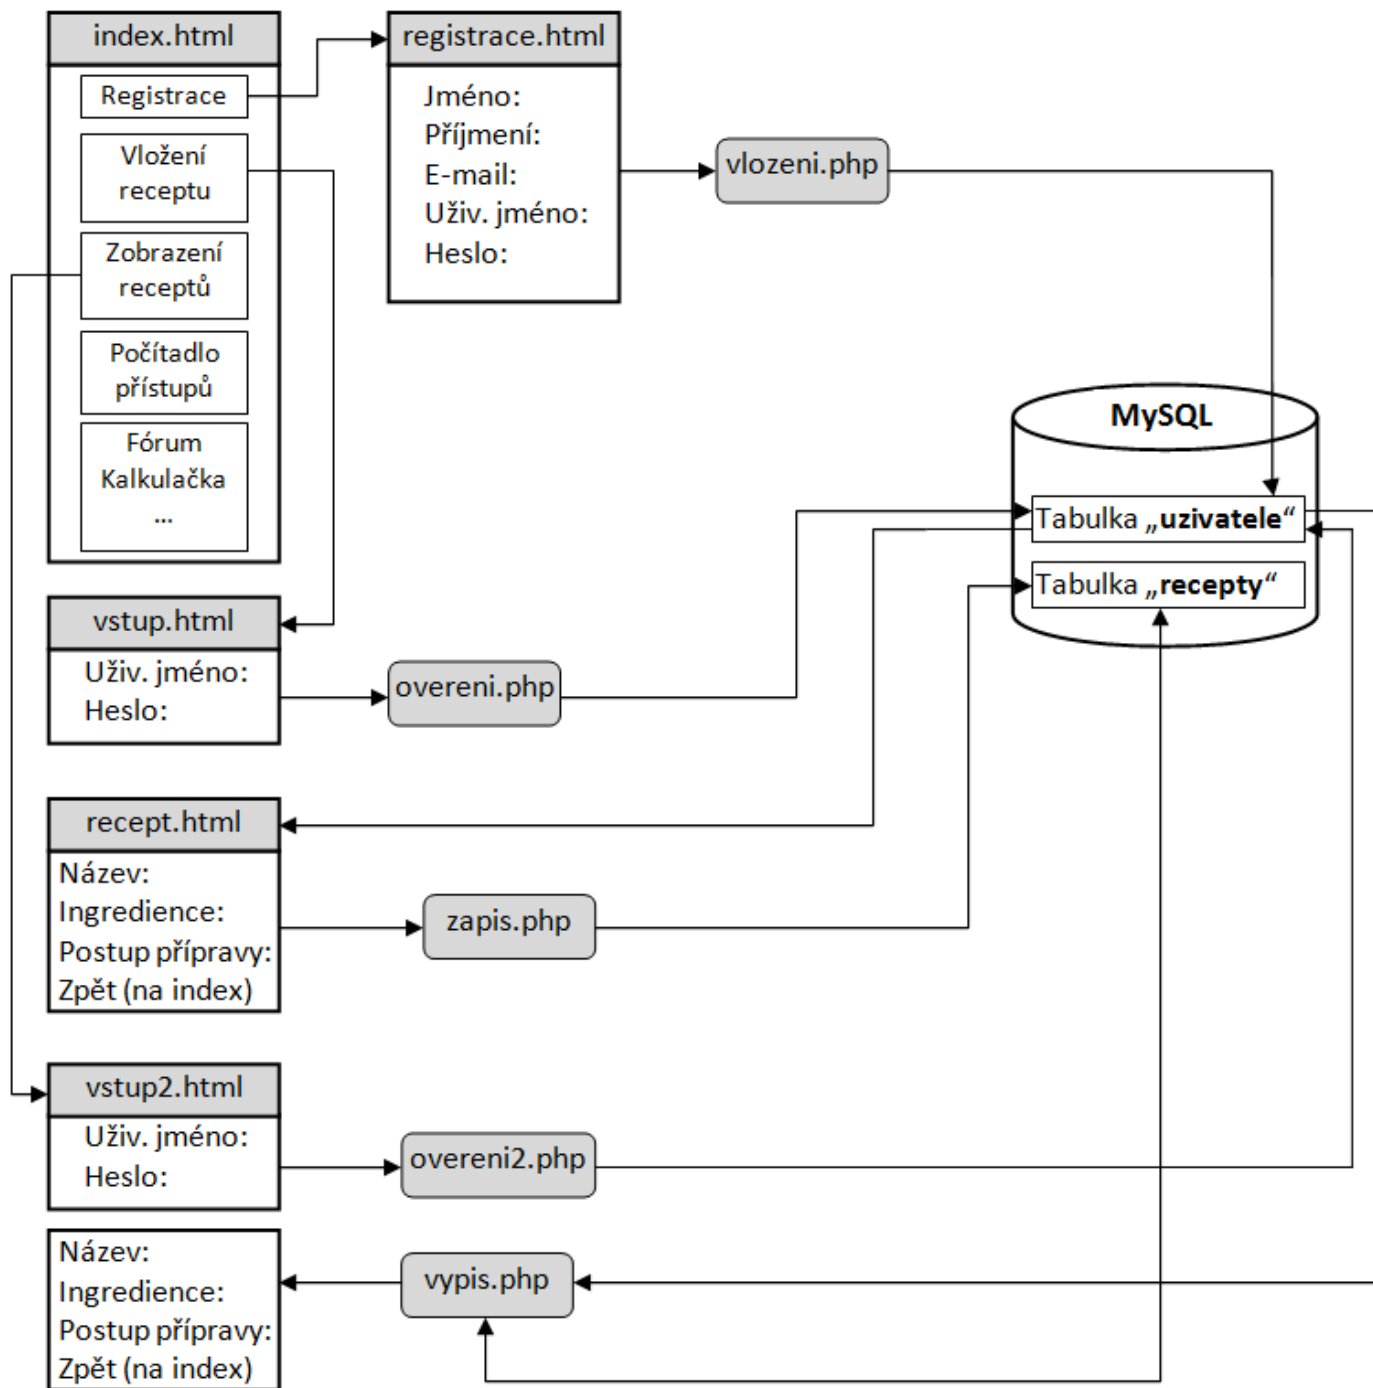 index.html
Registrace
Vložení
receptu
Zobrazení
receptů
Počítadlo
přístupů
Fórum
Kalkulačka
...
registrace.html
Jméno:
Příjmení:
E-mail:
Uživ. jméno:
Heslo:
vlozeni.php
MySQL
Tabulka „uzivatele“
Tabulka „recepty“
vstup.html
Uživ. jméno:
Heslo:
overeni.php
recept.html
Název:
Ingredience:
Postup přípravy:
Zpět (na index)
zapis.php
vstup2.html
Uživ. jméno:
Heslo:
overeni2.php
Název:
Ingredience:
Postup přípravy:
Zpět (na index)
vypis.php